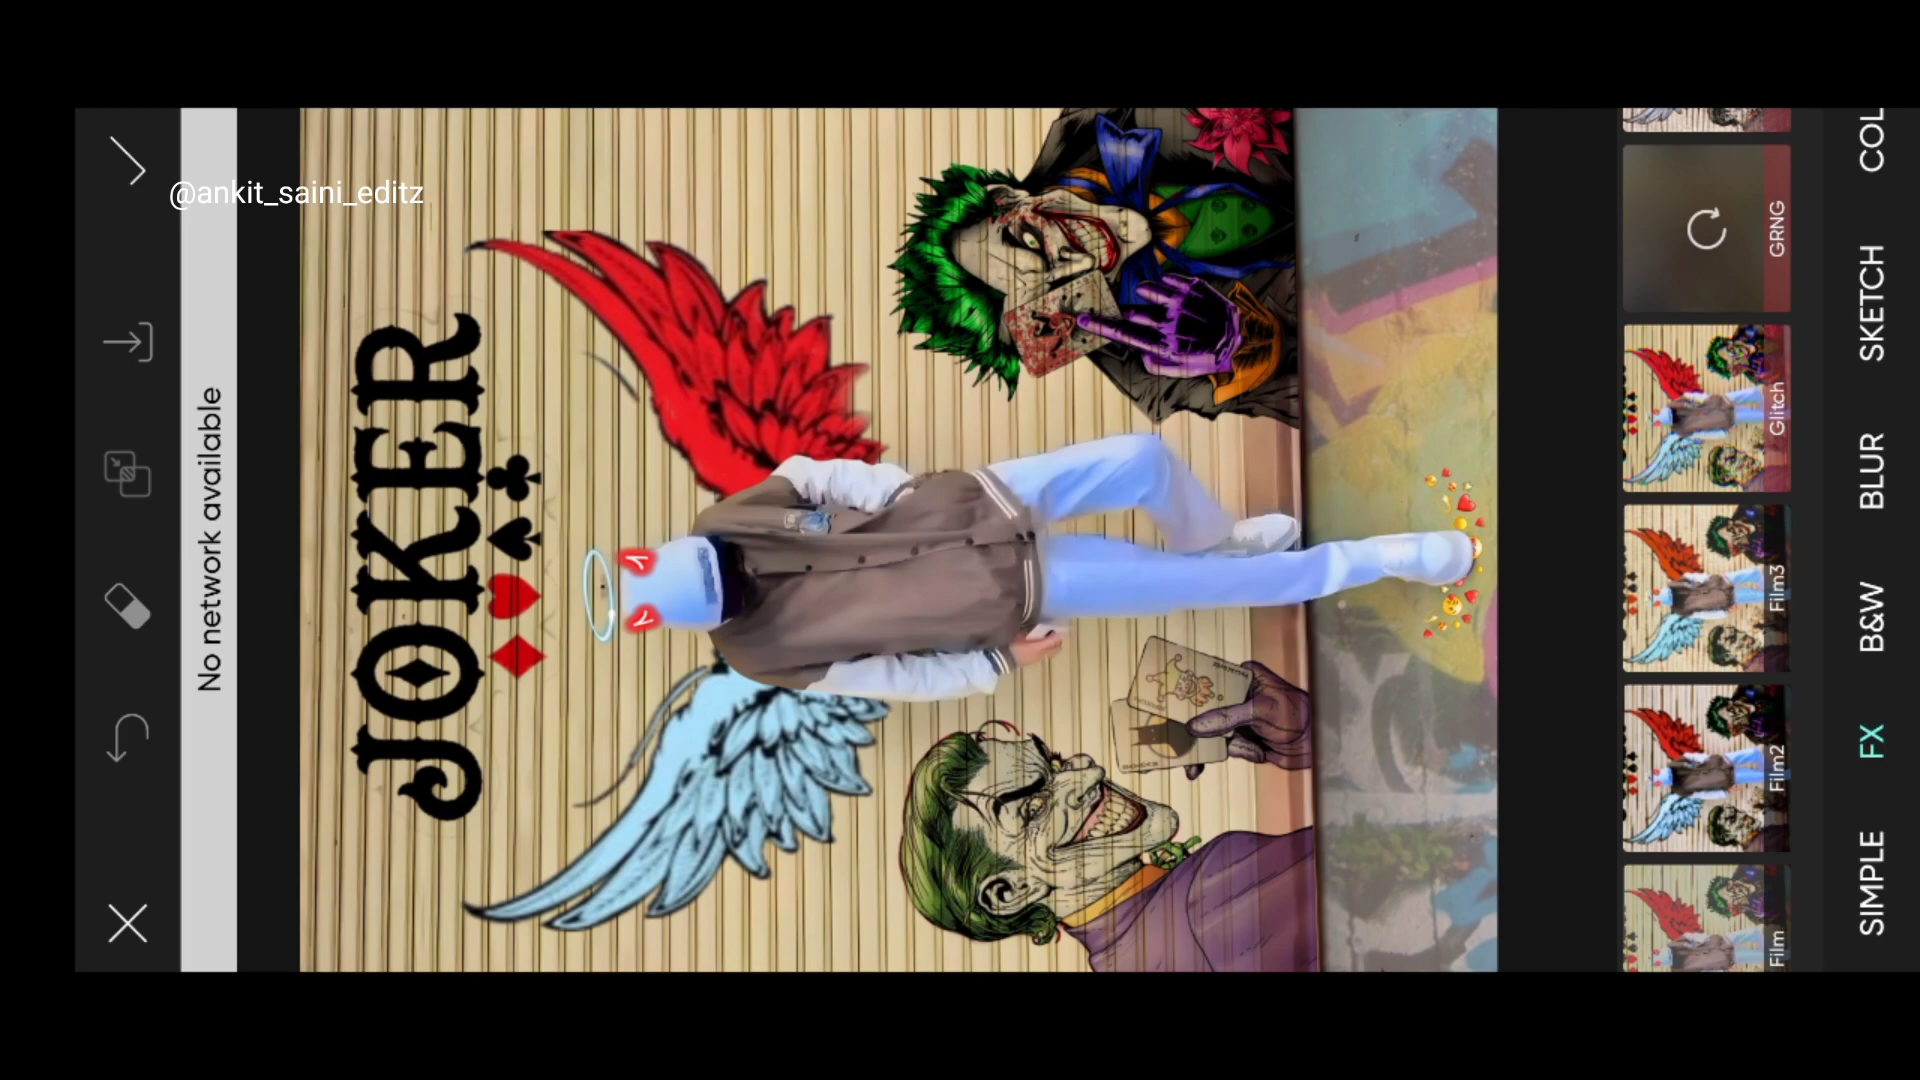 @ankit_saini_editz
No network available
JOKER
Film
Film2
Film3
Glitch
GRNG
SIMPLE
FX
B&W
BLUR
SKETCH
COL